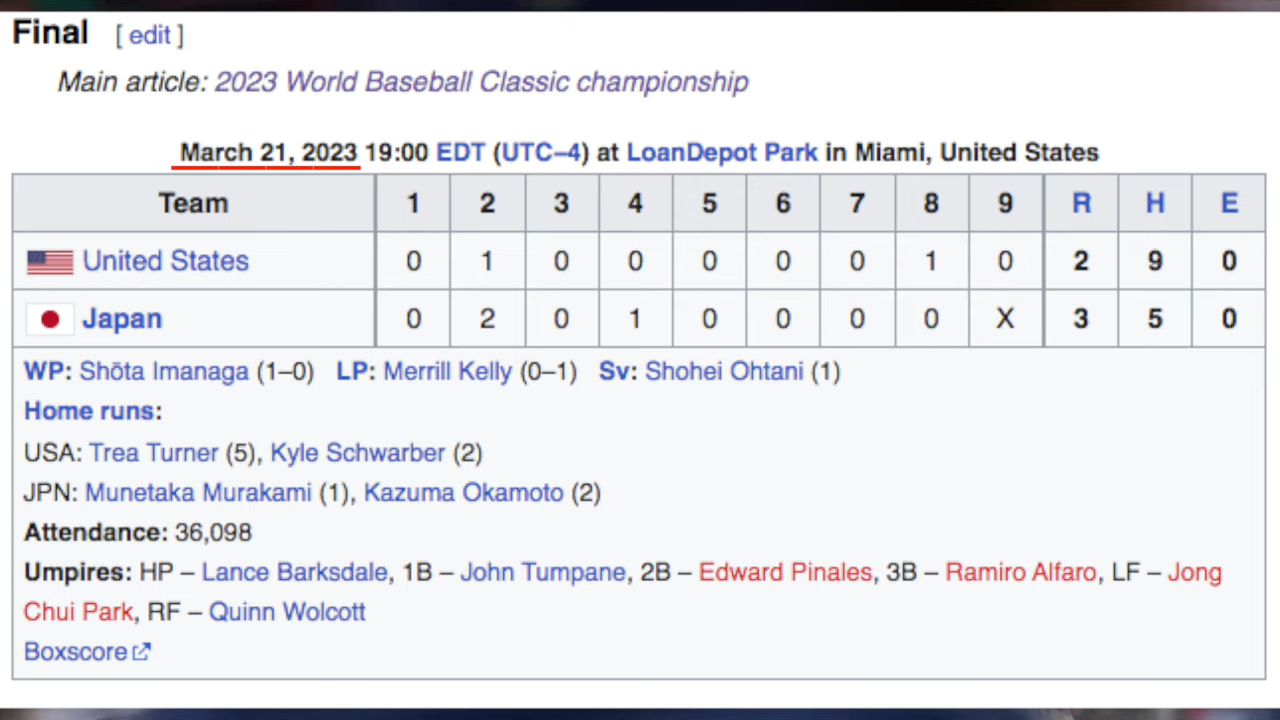 Final [ edit ]
Main article: 2023 World Baseball Classic championship
March 21, 2023 19:00 EDT (UTC−4) at LoanDepot Park in Miami, United States
Team 1 2 3 4 5 6 7 8 9 R H E
United States 0 1 0 0 0 0 0 1 0 2 9 0
Japan 0 2 0 1 0 0 0 0 X 3 5 0
WP: Shōta Imanaga (1–0) LP: Merrill Kelly (0–1) Sv: Shohei Ohtani (1)
Home runs:
USA: Trea Turner (5), Kyle Schwarber (2)
JPN: Munetaka Murakami (1), Kazuma Okamoto (2)
Attendance: 36,098
Umpires: HP – Lance Barksdale, 1B – John Tumpane, 2B – Edward Pinales, 3B – Ramiro Alfaro, LF – Jong
Chui Park, RF – Quinn Wolcott
Boxscore